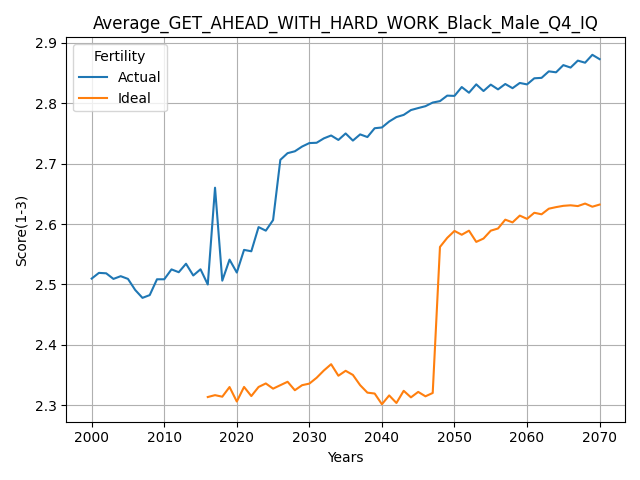 Average_GET_AHEAD_WITH_HARD_WORK_Black_Male_Q4_IQ
Fertility
Actual
Ideal
Score(1-3)
2.9
2.8
2.7
2.6
2.5
2.4
2.3
2000 2010 2020 2030 2040 2050 2060 2070
Years